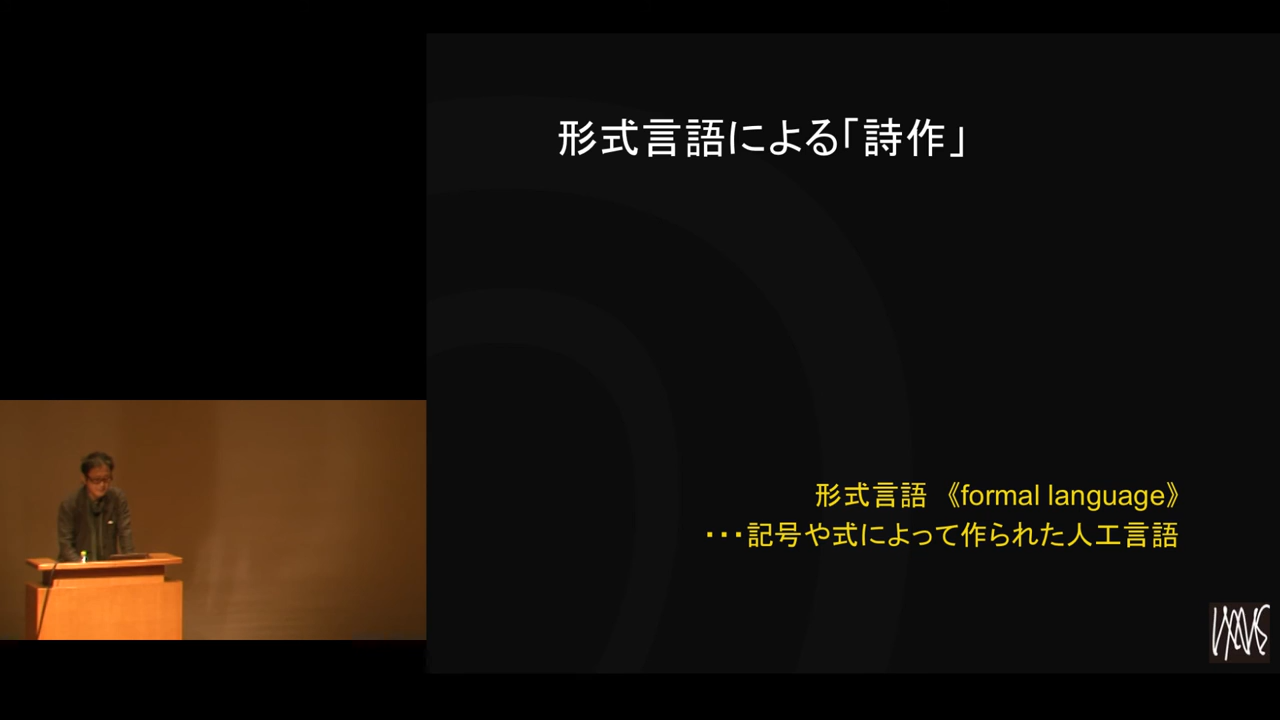 形式言語による「詩作」
形式言語 《formal language》
・・・記号や式によって作られた人工言語